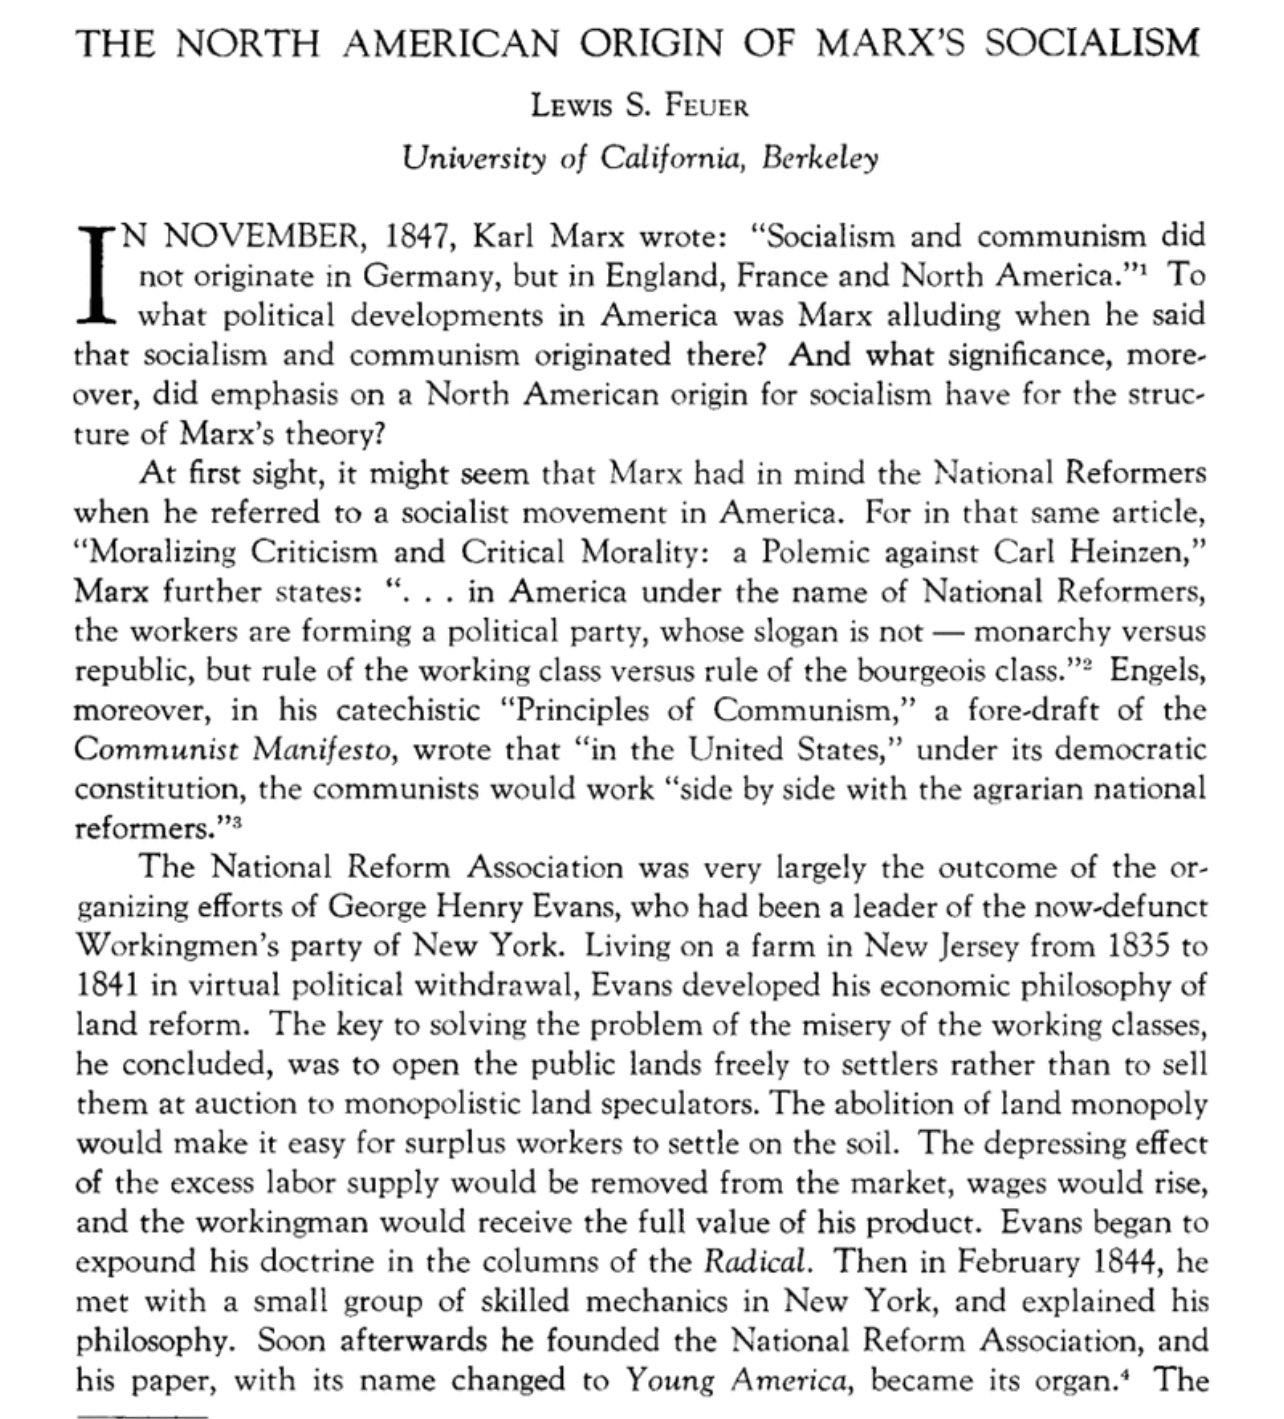 THE NORTH AMERICAN ORIGIN OF MARX'S SOCIALISM
LEWIS S. FEUER
University of California, Berkeley
IN NOVEMBER, 1847, Karl Marx wrote: "Socialism and communism did
not originate in Germany, but in England, France and North America."¹ To
what political developments in America was Marx alluding when he said
that socialism and communism originated there? And what significance, more-
over, did emphasis on a North American origin for socialism have for the struc-
ture of Marx's theory?
At first sight, it might seem that Marx had in mind the National Reformers
when he referred to a socialist movement in America. For in that same article,
"Moralizing Criticism and Critical Morality: a Polemic against Carl Heinzen,"
Marx further states: ". . . in America under the name of National Reformers,
the workers are forming a political party, whose slogan is not — monarchy versus
republic, but rule of the working class versus rule of the bourgeois class."² Engels,
moreover, in his catechistic "Principles of Communism," a fore-draft of the
Communist Manifesto, wrote that "in the United States," under its democratic
constitution, the communists would work "side by side with the agrarian national
reformers."³
The National Reform Association was very largely the outcome of the or-
ganizing efforts of George Henry Evans, who had been a leader of the now-defunct
Workingmen's party of New York. Living on a farm in New Jersey from 1835 to
1841 in virtual political withdrawal, Evans developed his economic philosophy of
land reform. The key to solving the problem of the misery of the working classes,
he concluded, was to open the public lands freely to settlers rather than to sell
them at auction to monopolistic land speculators. The abolition of land monopoly
would make it easy for surplus workers to settle on the soil. The depressing effect
of the excess labor supply would be removed from the market, wages would rise,
and the workingman would receive the full value of his product. Evans began to
expound his doctrine in the columns of the Radical. Then in February 1844, he
met with a small group of skilled mechanics in New York, and explained his
philosophy. Soon afterwards he founded the National Reform Association, and
his paper, with its name changed to Young America, became its organ.⁴ The